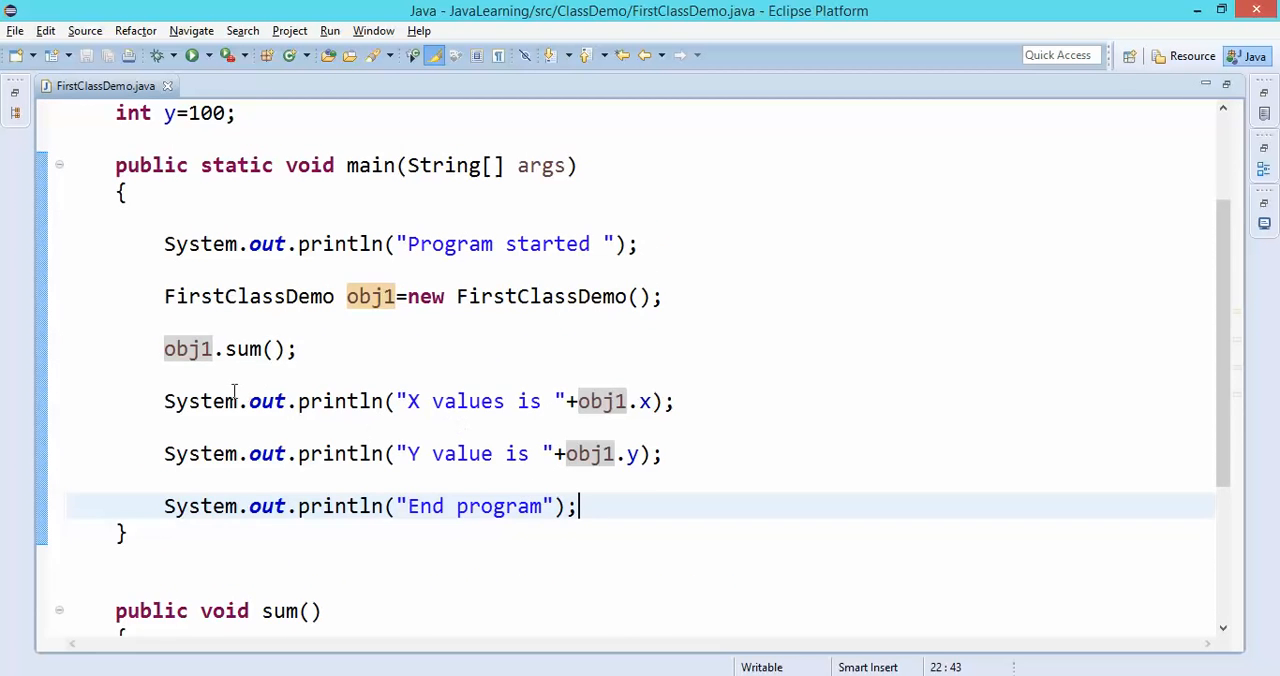 Java - JavaLearning/src/ClassDemo/FirstClassDemo.java - Eclipse Platform
File Edit Source Refactor Navigate Search Project Run Window Help
Quick Access Resource Java
FirstClassDemo.java
int y=100;
public static void main(String[] args)
{
System.out.println("Program started ");
FirstClassDemo obj1=new FirstClassDemo();
obj1.sum();
System.out.println("X values is "+obj1.x);
System.out.println("Y value is "+obj1.y);
System.out.println("End program");
}
public void sum()
{
Writable Smart Insert 22 : 43